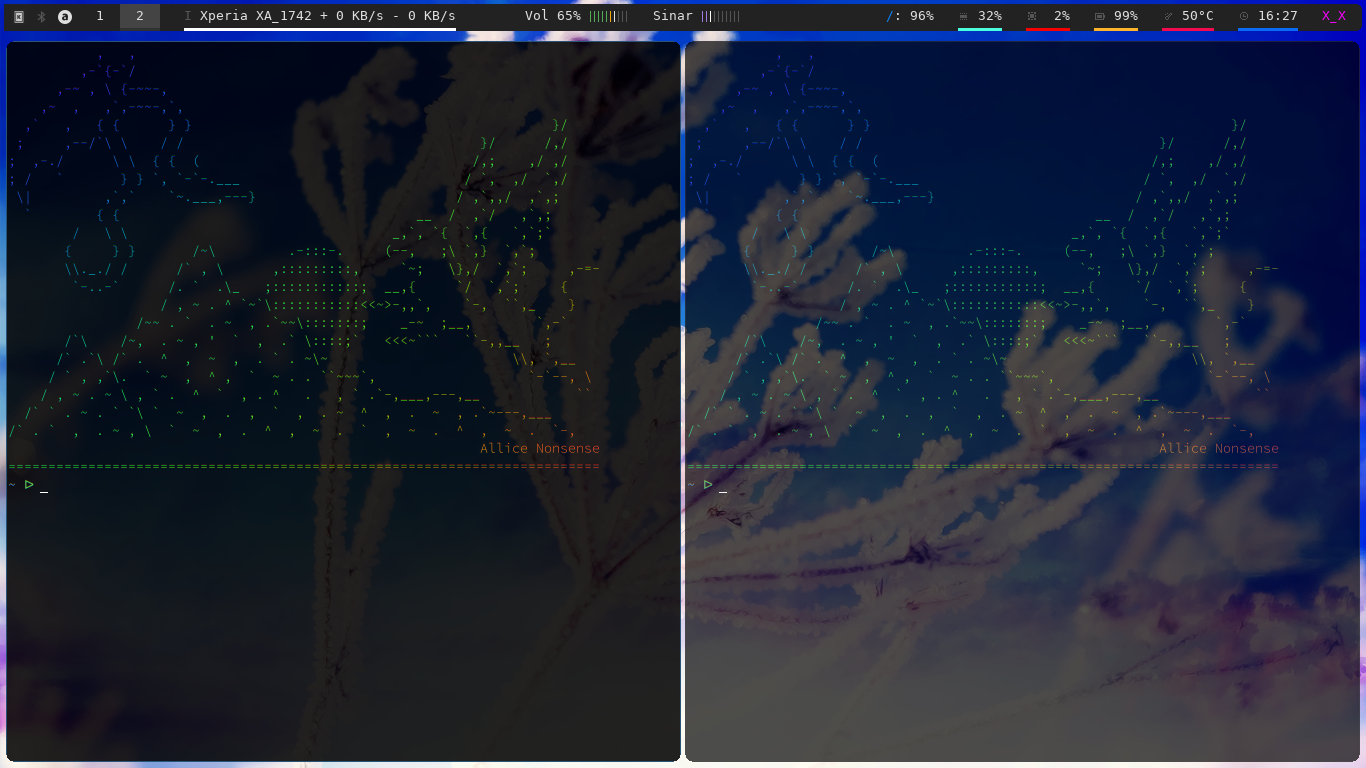 a 1 2 Xperia XA_1742 + 0 KB/s - 0 KB/s Vol 65% Sinar /: 96% 32% 2% 99% 50°C 16:27 X_X
Allice Nonsense
Allice Nonsense
~ ▷ _
~ ▷ _